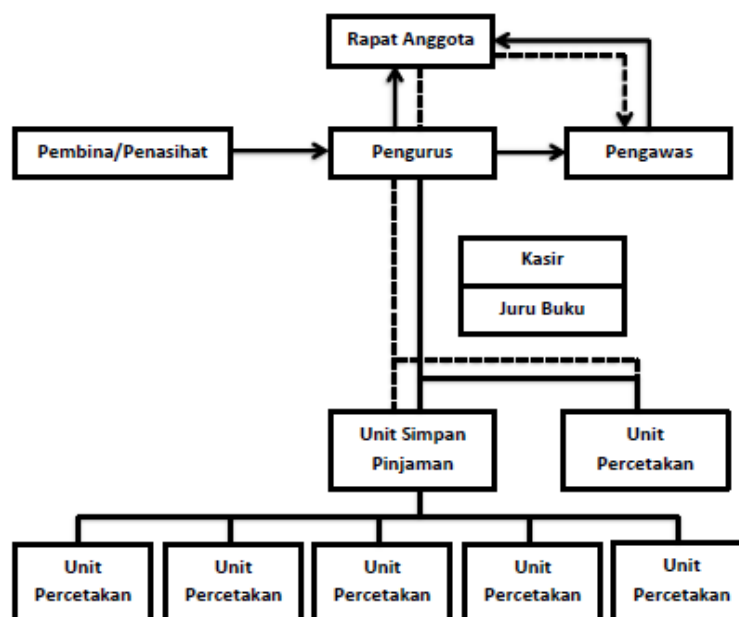 Rapat Anggota
Pembina/Penasihat
Pengurus
Pengawas
Kasir
Juru Buku
Unit Simpan
Pinjaman
Unit
Percetakan
Unit
Percetakan
Unit
Percetakan
Unit
Percetakan
Unit
Percetakan
Unit
Percetakan